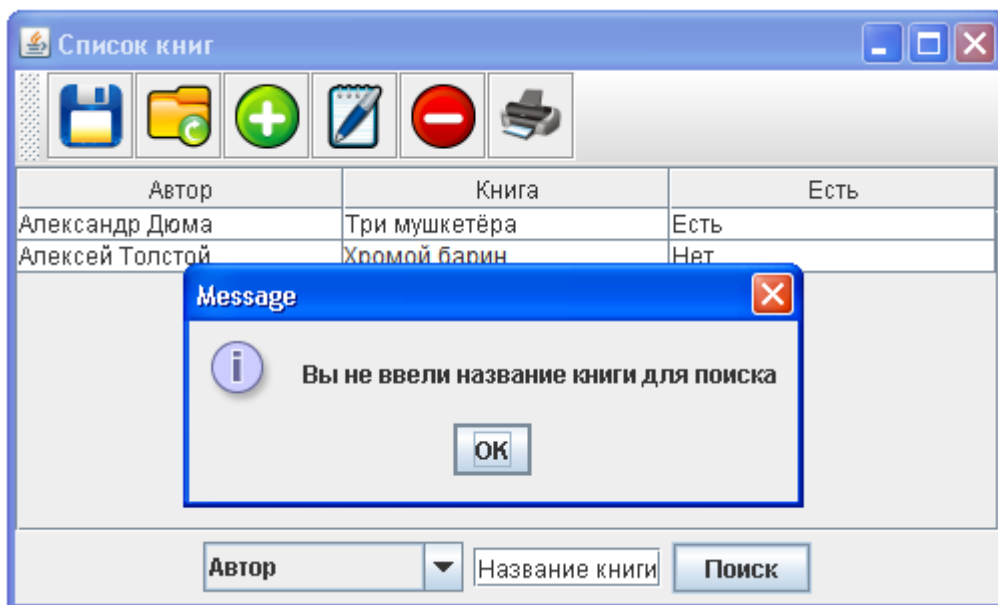 Список книг
Автор Книга Есть
Александр Дюма Три мушкетёра Есть
Алексей Толстой Хромой барин Нет
Message
Вы не ввели название книги для поиска
OK
Автор Название книги Поиск